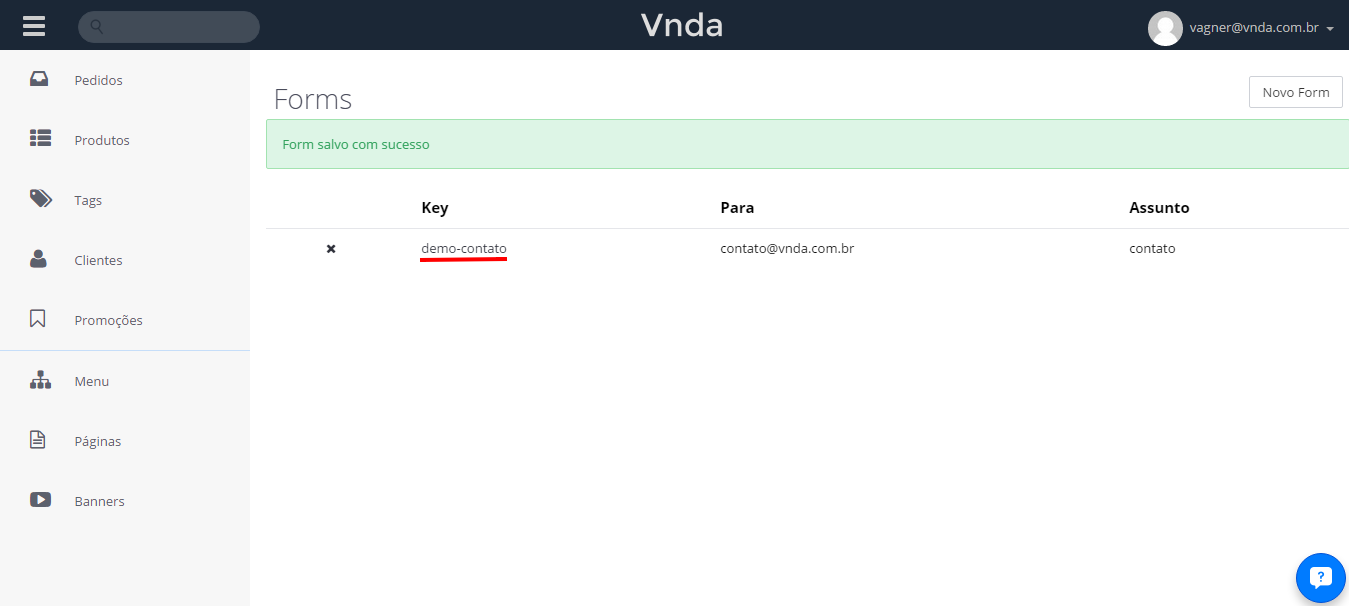 Vnda
vagner@vnda.com.br
Pedidos
Produtos
Tags
Clientes
Promoções
Menu
Páginas
Banners
Forms
Novo Form
Form salvo com sucesso
Key Para Assunto
demo-contato contato@vnda.com.br contato